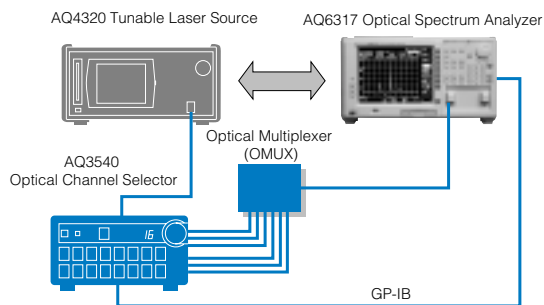 AQ4320 Tunable Laser Source
AQ6317 Optical Spectrum Analyzer
Optical Multiplexer
(OMUX)
AQ3540
Optical Channel Selector
16
GP-IB